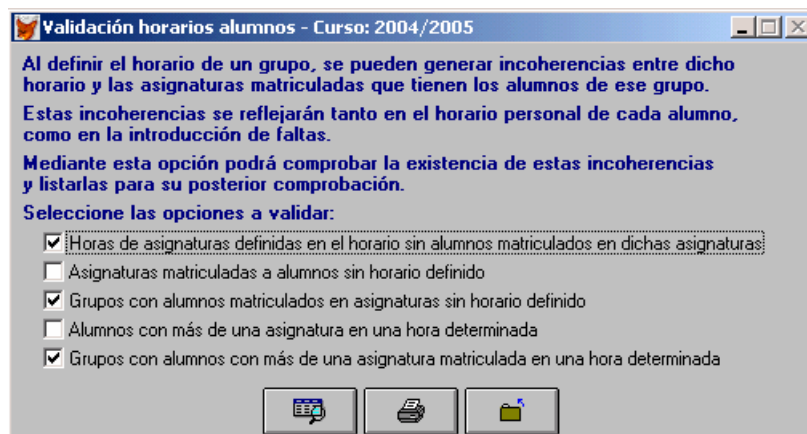 Validación horarios alumnos - Curso: 2004/2005
Al definir el horario de un grupo, se pueden generar incoherencias entre dicho
horario y las asignaturas matriculadas que tienen los alumnos de ese grupo.
Estas incoherencias se reflejarán tanto en el horario personal de cada alumno,
como en la introducción de faltas.
Mediante esta opción podrá comprobar la existencia de estas incoherencias
y listarlas para su posterior comprobación.
Seleccione las opciones a validar:
Horas de asignaturas definidas en el horario sin alumnos matriculados en dichas asignaturas
Asignaturas matriculadas a alumnos sin horario definido
Grupos con alumnos matriculados en asignaturas sin horario definido
Alumnos con más de una asignatura en una hora determinada
Grupos con alumnos con más de una asignatura matriculada en una hora determinada